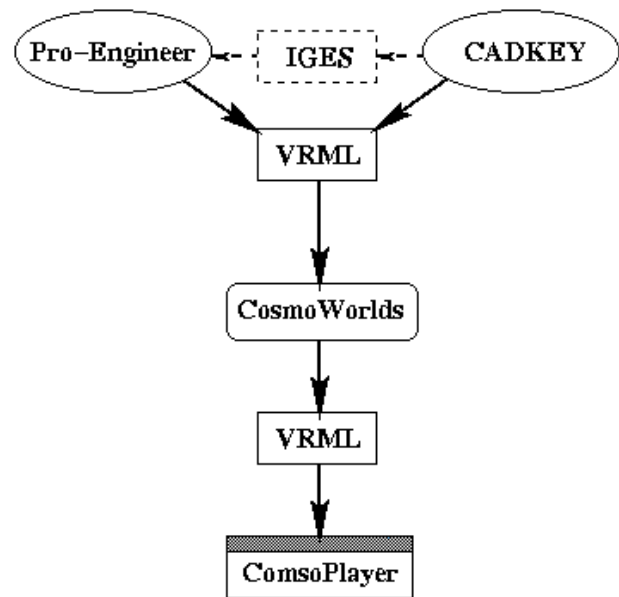 Pro-Engineer
IGES
CADKEY
VRML
CosmoWorlds
VRML
ComsoPlayer